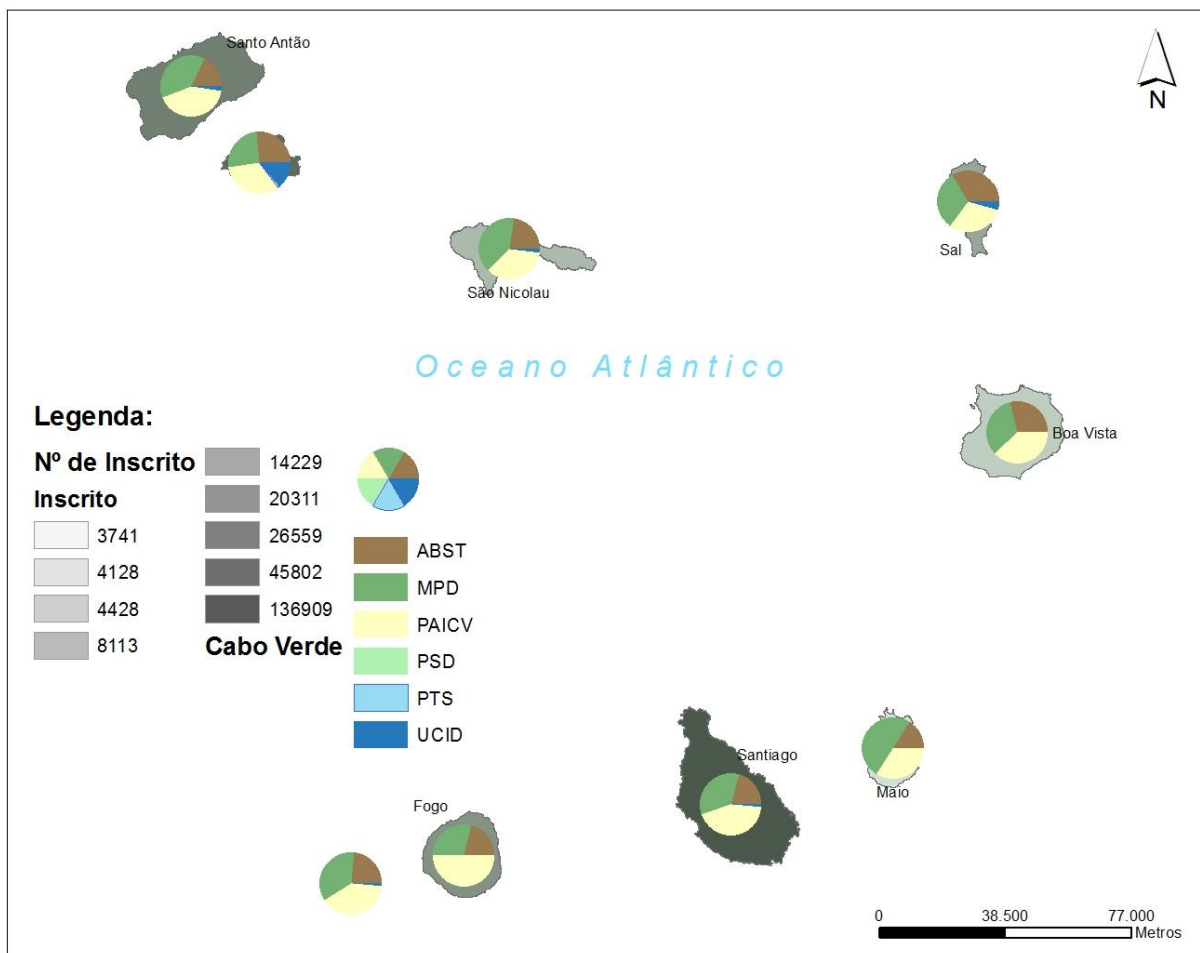 Santo Antão
N
Sal
São Nicolau
Oceano Atlântico
Boa Vista
Legenda:
Nº de Inscrito
Inscrito
3741
4128
4428
8113
14229
20311
26559
45802
136909
Cabo Verde
ABST
MPD
PAICV
PSD
PTS
UCID
Santiago
Maio
Fogo
0 38.500 77.000
Metros